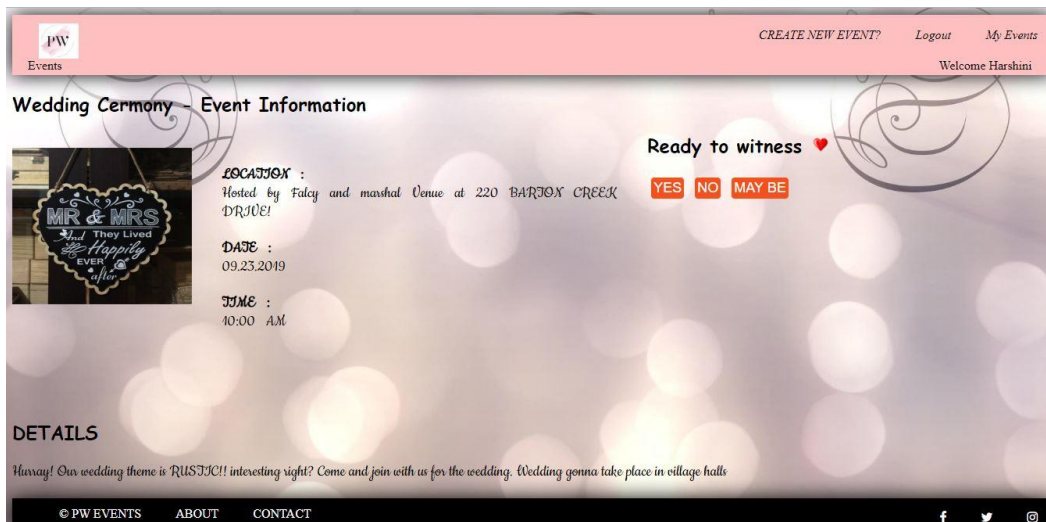 PW
CREATE NEW EVENT? Logout My Events
Events
Welcome Harshini
Wedding Cermony - Event Information
Ready to witness
YES NO MAY BE
MR & MRS
And They Lived
Happily
EVER
after
LOCATION :
Hosted by Falcy and marshal Venue at 220 BARTON CREEK
DRIVE!
DATE :
09.23.2019
TIME :
10:00 AM
DETAILS
Hurray! Our wedding theme is RUSTIC!! interesting right? Come and join with us for the wedding. Wedding gonna take place in village halls
© PW EVENTS ABOUT CONTACT